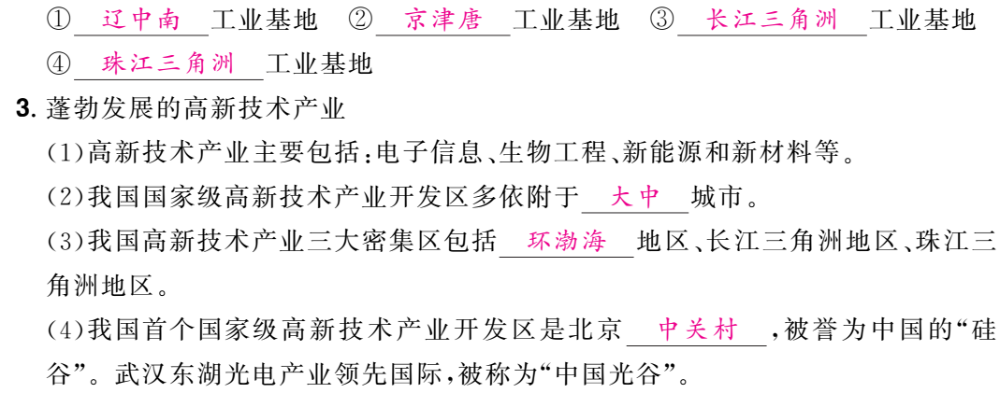 ① 辽中南 工业基地 ② 京津唐 工业基地 ③ 长江三角洲 工业基地
④ 珠江三角洲 工业基地
3. 蓬勃发展的高新技术产业
(1)高新技术产业主要包括:电子信息、生物工程、新能源和新材料等。
(2)我国国家级高新技术产业开发区多依附于 大中 城市。
(3)我国高新技术产业三大密集区包括 环渤海 地区、长江三角洲地区、珠江三
角洲地区。
(4)我国首个国家级高新技术产业开发区是北京 中关村 ,被誉为中国的“硅
谷”。武汉东湖光电产业领先国际,被称为“中国光谷”。